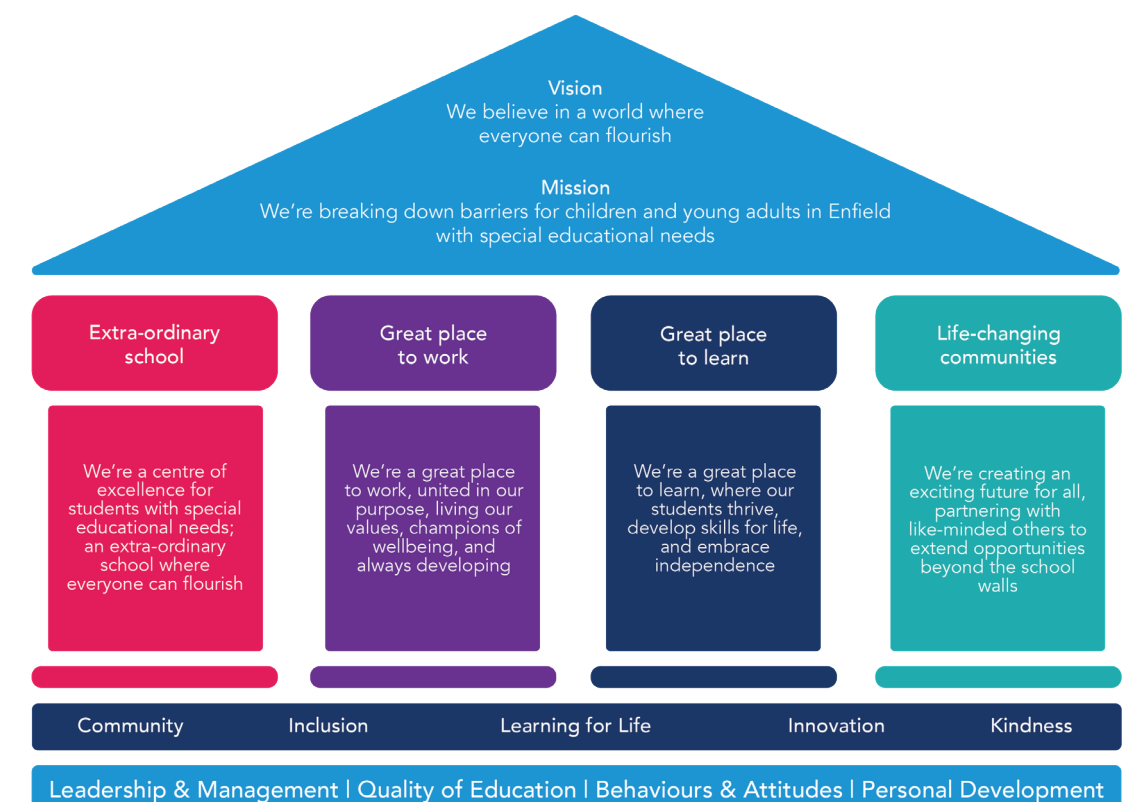 Vision
We believe in a world where
everyone can flourish
Mission
We're breaking down barriers for children and young adults in Enfield
with special educational needs
Extra-ordinary
school
We're a centre of
excellence for
students with special
educational needs;
an extra-ordinary
school where
everyone can flourish
Great place
to work
We're a great place
to work, united in our
purpose, living our
values, champions of
wellbeing, and
always developing
Great place
to learn
We're a great place
to learn, where our
students thrive,
develop skills for life,
and embrace
independence
Life-changing
communities
We're creating an
exciting future for all,
partnering with
like-minded others to
extend opportunities
beyond the school
walls
Community Inclusion Learning for Life Innovation Kindness
Leadership & Management | Quality of Education | Behaviours & Attitudes | Personal Development